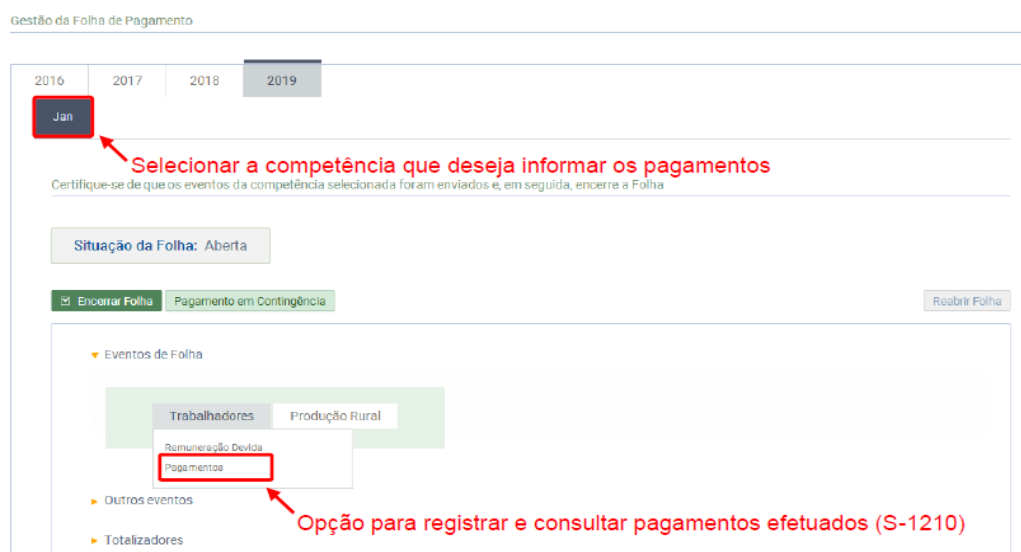 Gestão da Folha de Pagamento
2016 2017 2018 2019
Jan
Selecionar a competência que deseja informar os pagamentos
Certifique-se de que os eventos da competência selecionada foram enviados e, em seguida, encerre a Folha
Situação da Folha: Aberta
Encerrar Folha Pagamento em Contingência Reabrir Folha
Eventos de Folha
Trabalhadores Produção Rural
Remuneração Devida
Pagamentos
Outros eventos
Opção para registrar e consultar pagamentos efetuados (S-1210)
Totalizadores